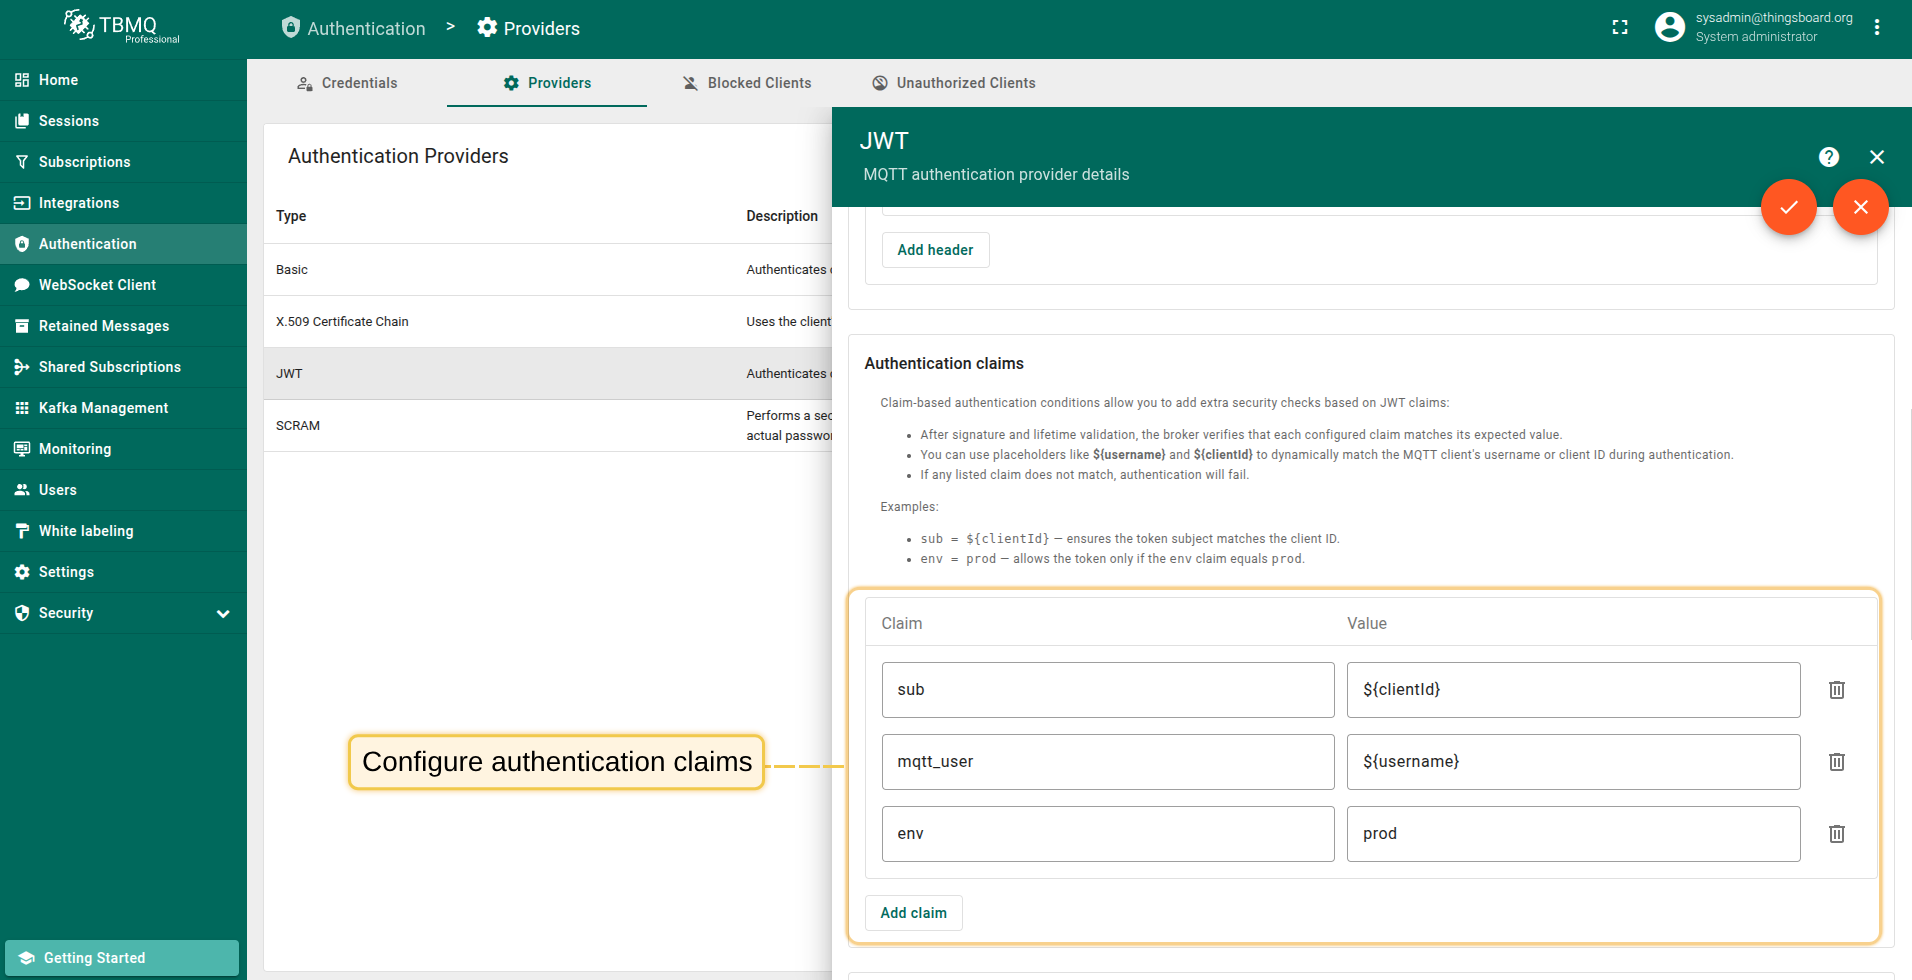 TBMQ
Professional
Authentication > Providers
sysadmin@thingsboard.org
System administrator
Home
Sessions
Subscriptions
Integrations
Authentication
WebSocket Client
Retained Messages
Shared Subscriptions
Kafka Management
Monitoring
Users
White labeling
Settings
Security
Getting Started
Credentials
Providers
Blocked Clients
Unauthorized Clients
Authentication Providers
Type Description
Basic Authenticates
X.509 Certificate Chain Uses the client
JWT Authenticates
SCRAM Performs a sec
actual passwor
Configure authentication claims
JWT
MQTT authentication provider details
Add header
Authentication claims
Claim-based authentication conditions allow you to add extra security checks based on JWT claims:
• After signature and lifetime validation, the broker verifies that each configured claim matches its expected value.
• You can use placeholders like ${username} and ${clientId} to dynamically match the MQTT client's username or client ID during authentication.
• If any listed claim does not match, authentication will fail.
Examples:
• sub = ${clientId} — ensures the token subject matches the client ID.
• env = prod — allows the token only if the env claim equals prod.
Claim Value
sub ${clientId}
mqtt_user ${username}
env prod
Add claim